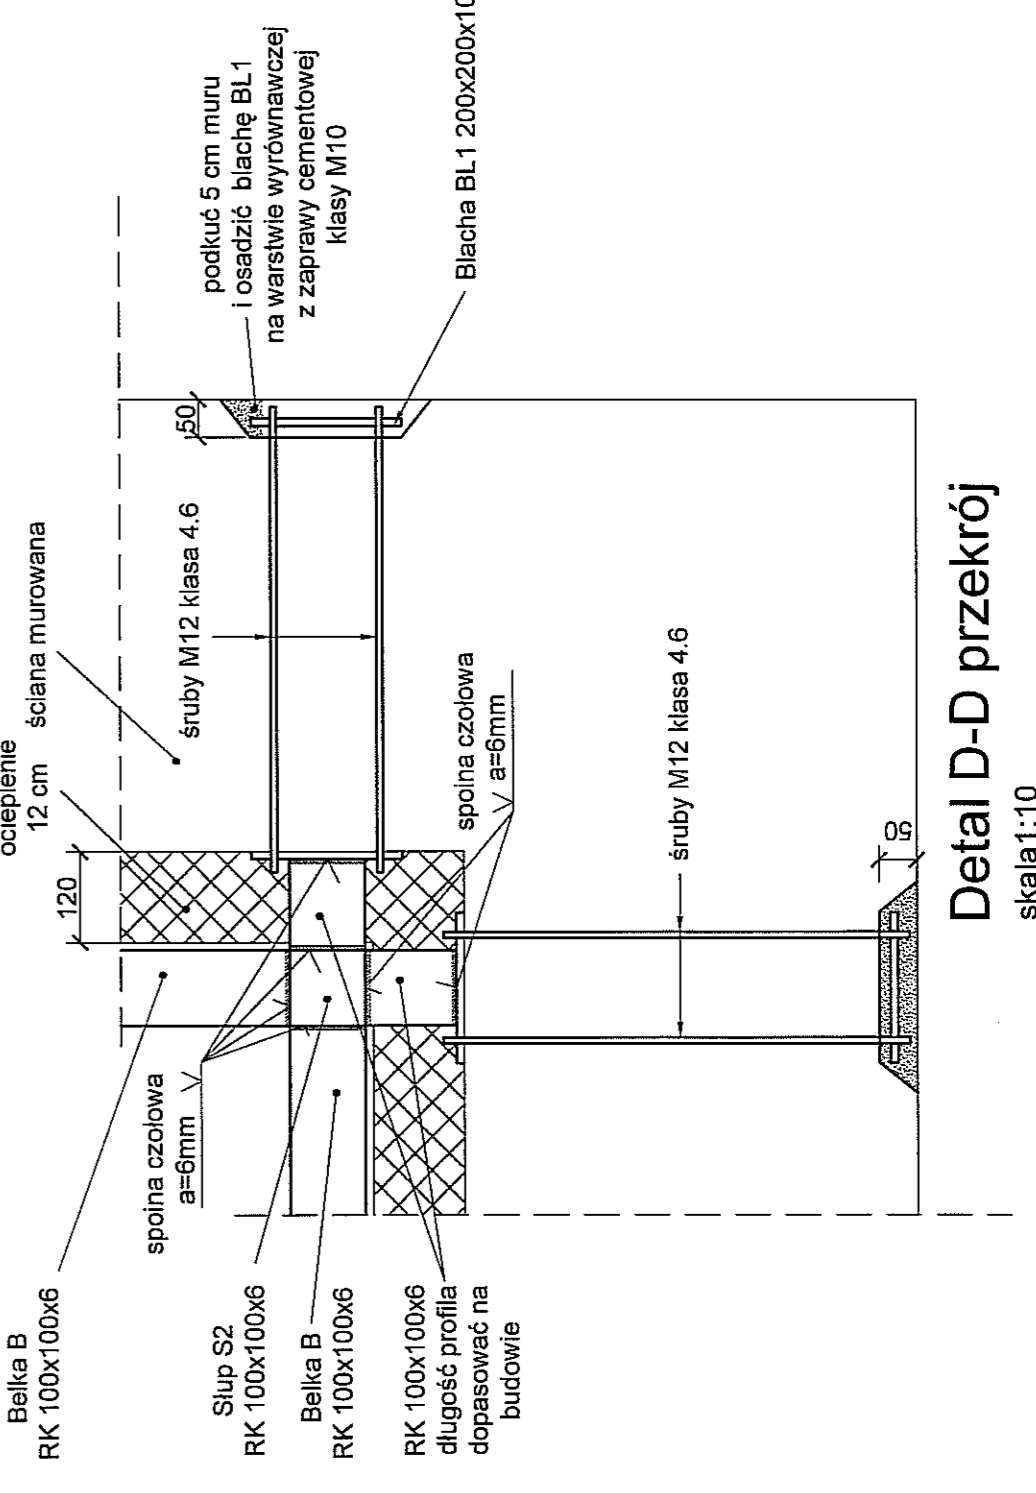 ocieplenie
12 cm
ściana murowana
podkuć 5 cm muru
i osadzić blachę BL1
na warstwie wyrównawczej
z zaprawy cementowej
klasy M10
Blacha BL1 200x200x10
120
śruby M12 klasa 4.6
50
Belka B
RK 100x100x6
spoina czołowa
a=6mm
Słup S2
RK 100x100x6
Belka B
RK 100x100x6
RK 100x100x6
długość profila
dopasować na
budowie
spoina czołowa
a=6mm
śruby M12 klasa 4.6
50
Detal D-D przekrój
skala1:10